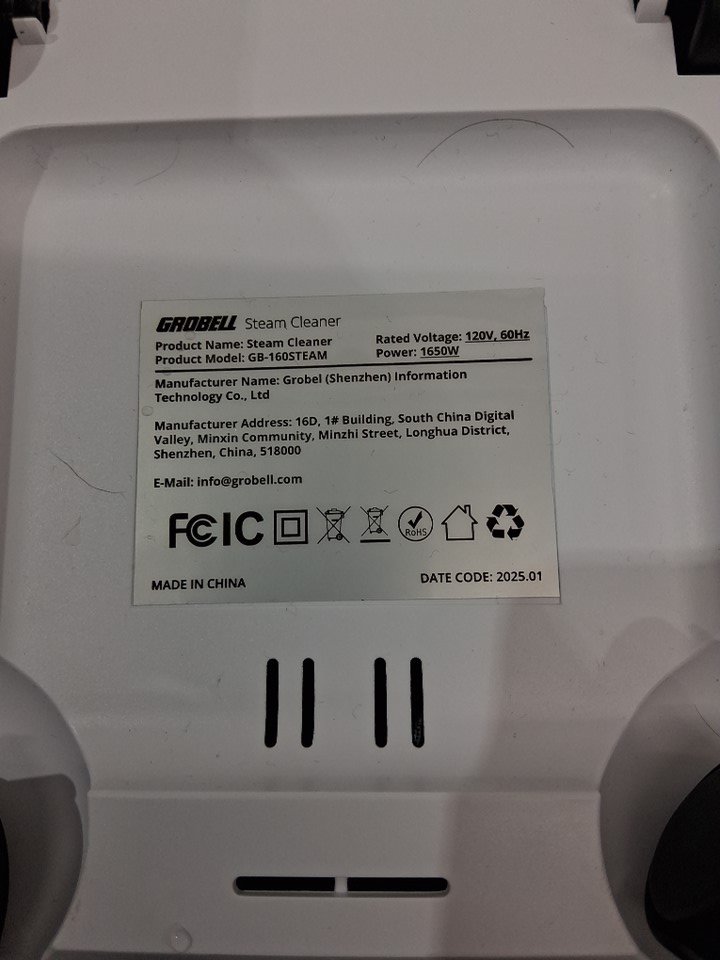 GROBELL Steam Cleaner
Product Name: Steam Cleaner
Product Model: GB-160STEAM
Rated Voltage: 120V, 60Hz
Power: 1650W
Manufacturer Name: Grobel (Shenzhen) Information
Technology Co., Ltd
Manufacturer Address: 16D, 1# Building, South China Digital
Valley, Minxin Community, Minzhi Street, Longhua District,
Shenzhen, China, 518000
E-Mail: info@grobell.com
FC IC RoHS
MADE IN CHINA
DATE CODE: 2025.01